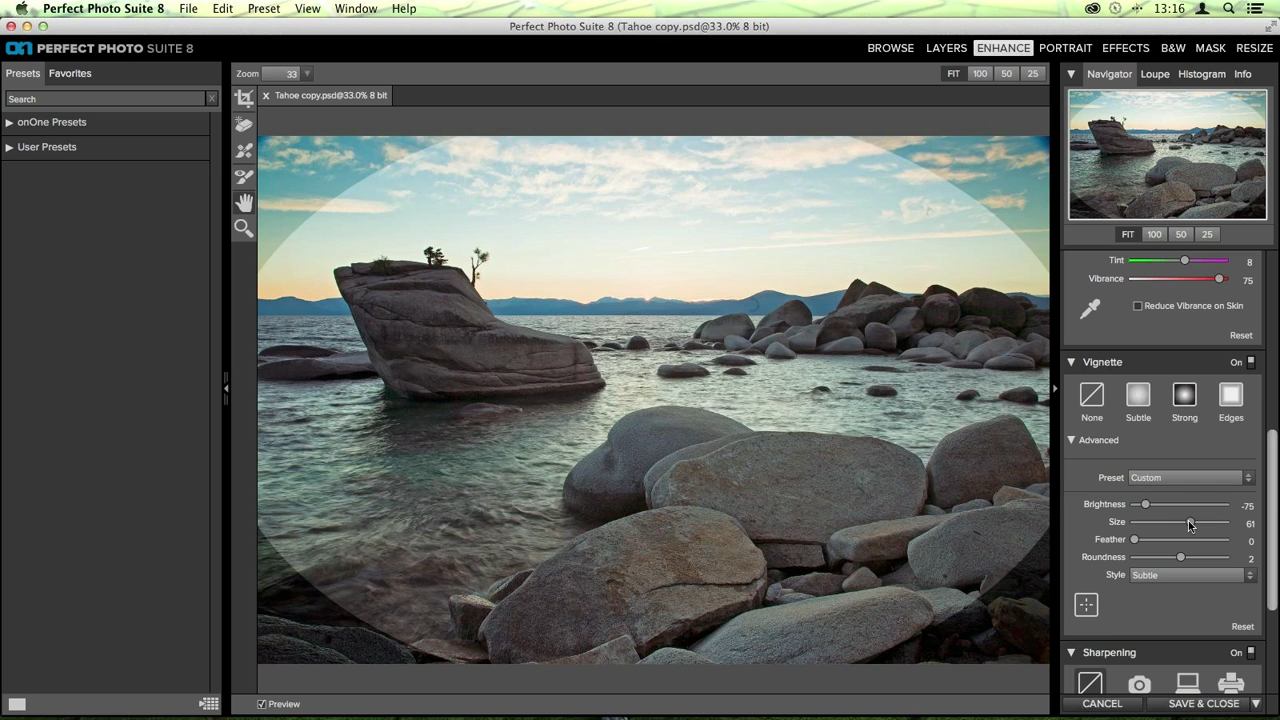 Perfect Photo Suite 8 File Edit Preset View Window Help 13:16
Perfect Photo Suite 8 (Tahoe copy.psd@33.0% 8 bit)
on PERFECT PHOTO SUITE 8 BROWSE LAYERS ENHANCE PORTRAIT EFFECTS B&W MASK RESIZE
Presets Favorites Zoom 33 FIT 100 50 25 Navigator Loupe Histogram Info
Search x
x Tahoe copy.psd@33.0% 8 bit
onOne Presets
User Presets
FIT 100 50 25
Tint 8
Vibrance 75
Reduce Vibrance on Skin
Reset
Vignette On
None Subtle Strong Edges
Advanced
Preset Custom
Brightness -75
Size 61
Feather 0
Roundness 2
Style Subtle
Reset
Sharpening On
Preview CANCEL SAVE & CLOSE